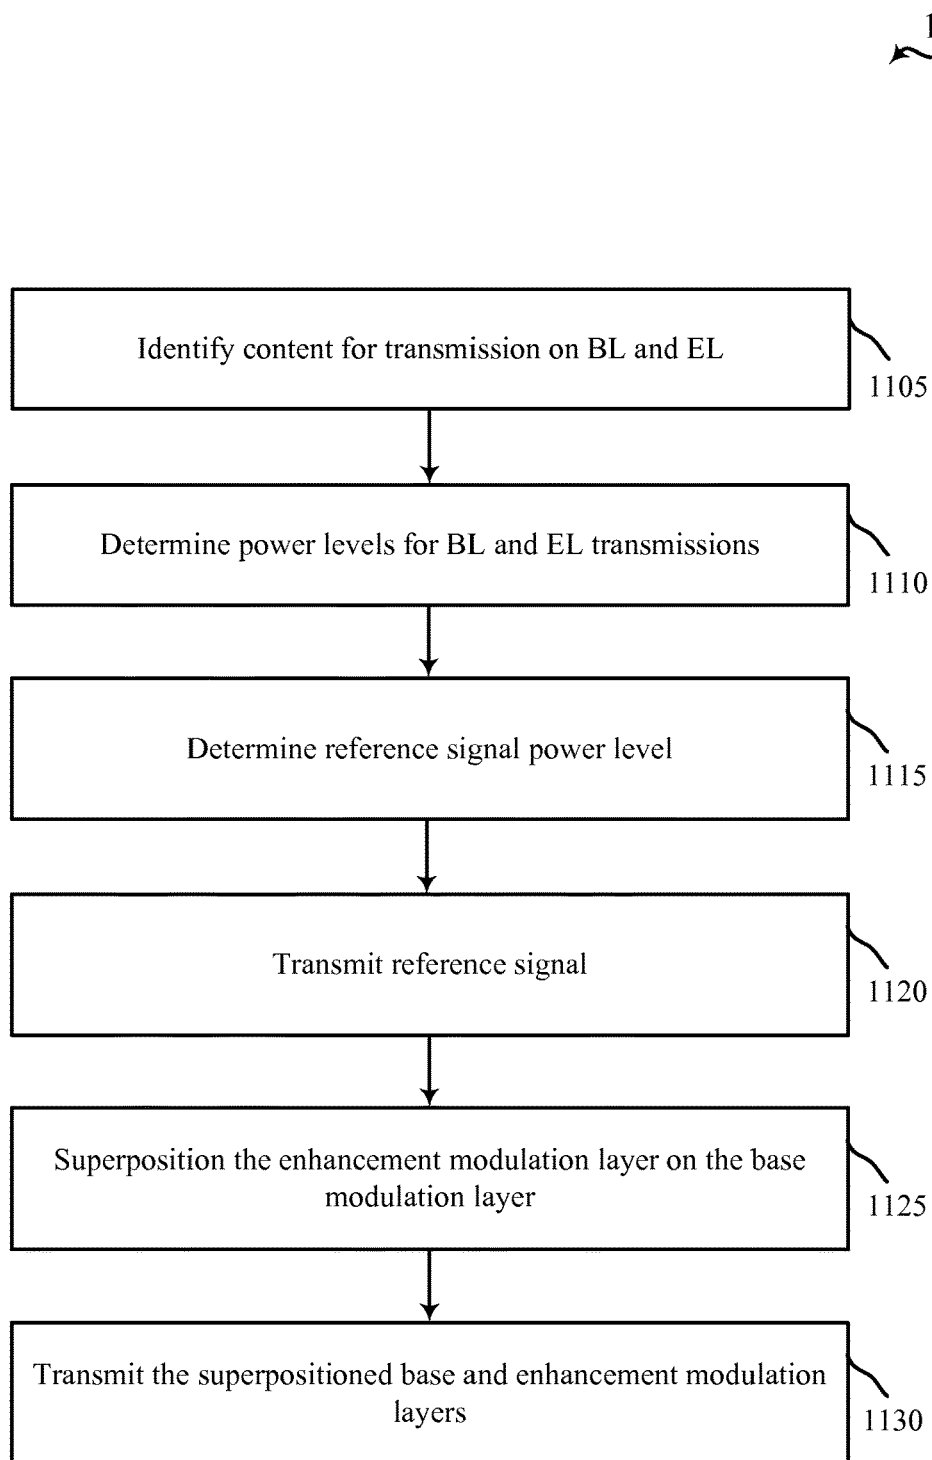 1
Identify content for transmission on BL and EL
1105
Determine power levels for BL and EL transmissions
1110
Determine reference signal power level
1115
Transmit reference signal
1120
Superposition the enhancement modulation layer on the base
modulation layer
1125
Transmit the superpositioned base and enhancement modulation
layers
1130